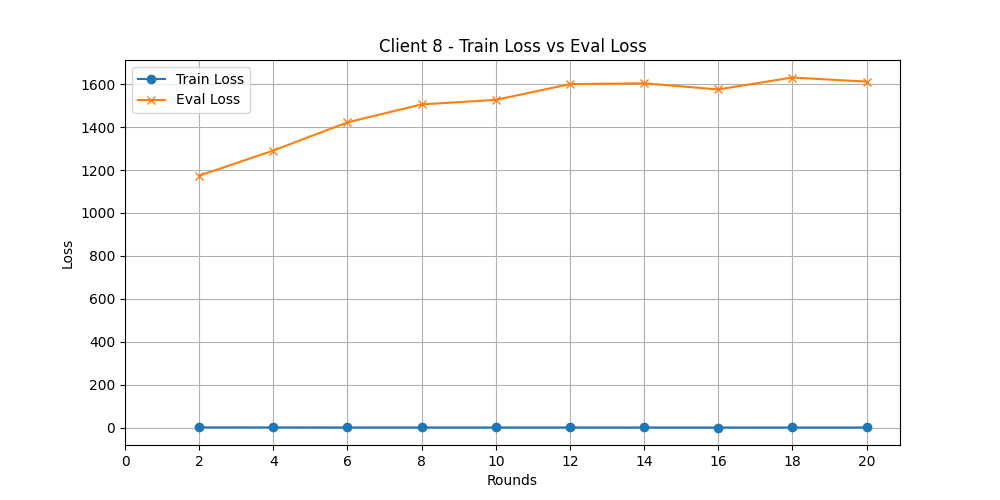 Client 8 - Train Loss vs Eval Loss
Train Loss
Eval Loss
1600
1400
1200
1000
800
600
400
200
0
Loss
0 2 4 6 8 10 12 14 16 18 20
Rounds